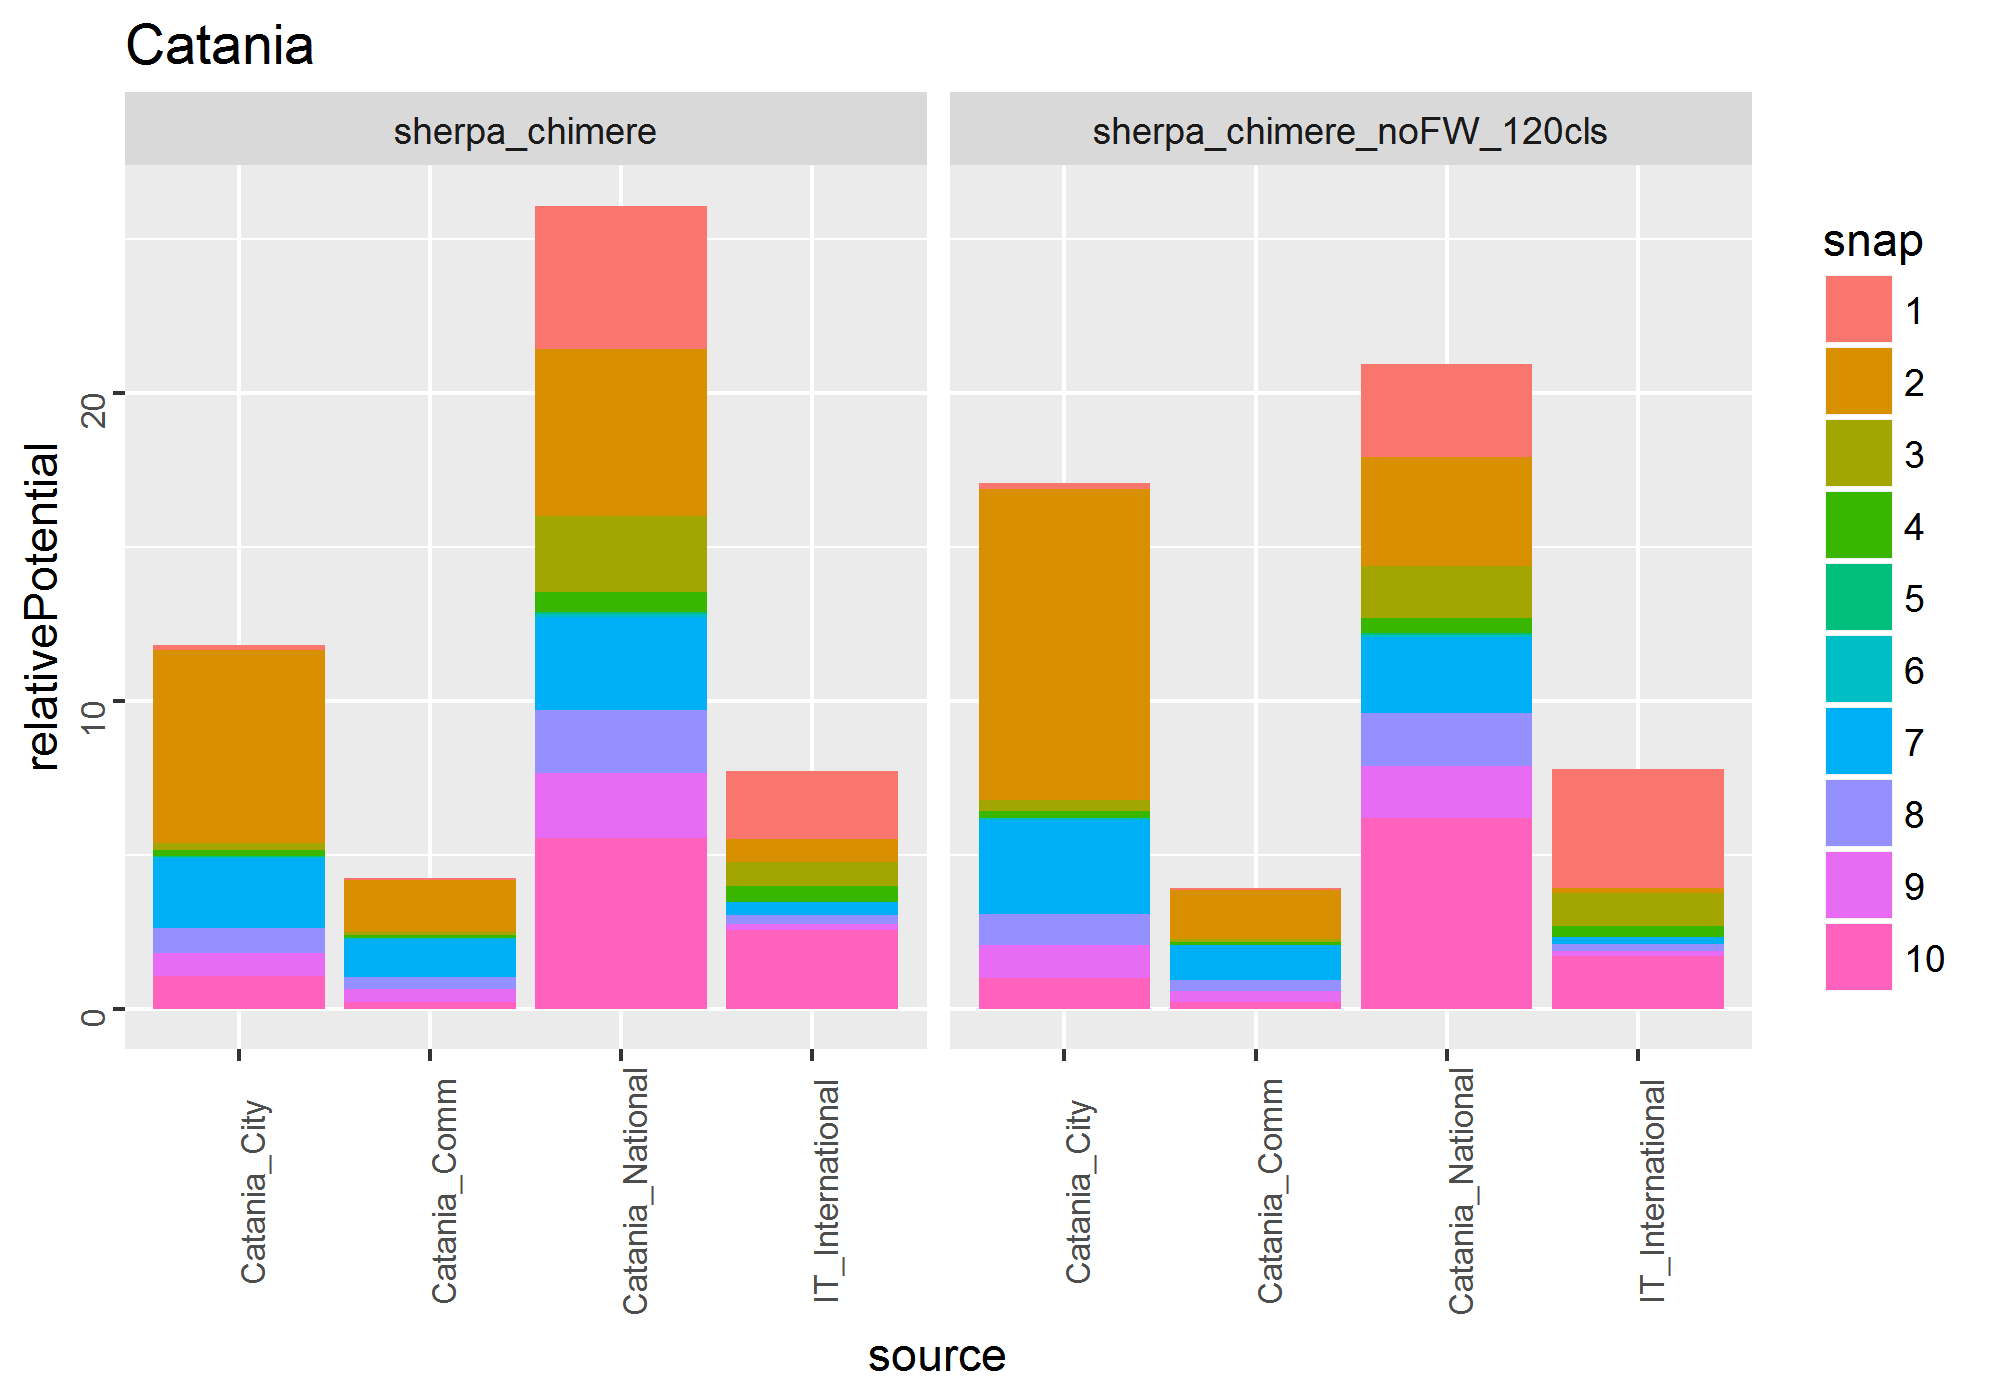 Catania
sherpa_chimere
sherpa_chimere_noFW_120cls
relativePotential
20
10
0
Catania_City
Catania_Comm
Catania_National
IT_International
Catania_City
Catania_Comm
Catania_National
IT_International
source
snap
1
2
3
4
5
6
7
8
9
10